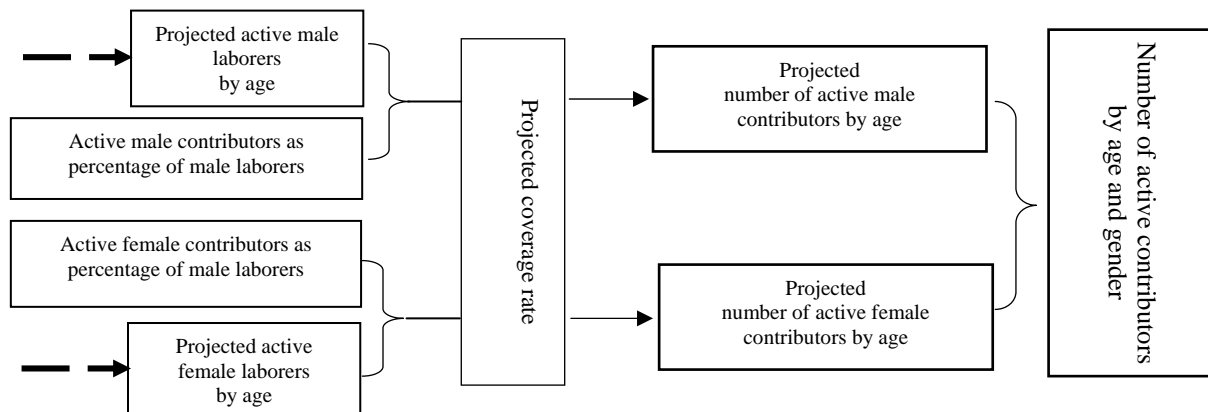 Projected active male
laborers
by age
Active male contributors as
percentage of male laborers
Active female contributors as
percentage of male laborers
Projected active
female laborers
by age
Projected coverage rate
Projected
number of active male
contributors by age
Projected
number of active female
contributors by age
Number of active contributors
by age and gender